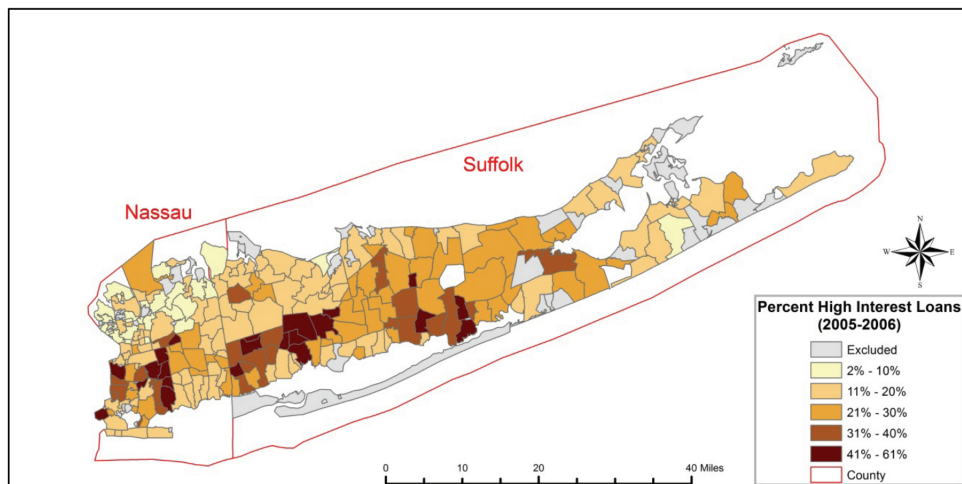 Suffolk
Nassau
N
W E
S
Percent High Interest Loans
(2005-2006)
Excluded
2% - 10%
11% - 20%
21% - 30%
31% - 40%
41% - 61%
County
0 10 20 40 Miles